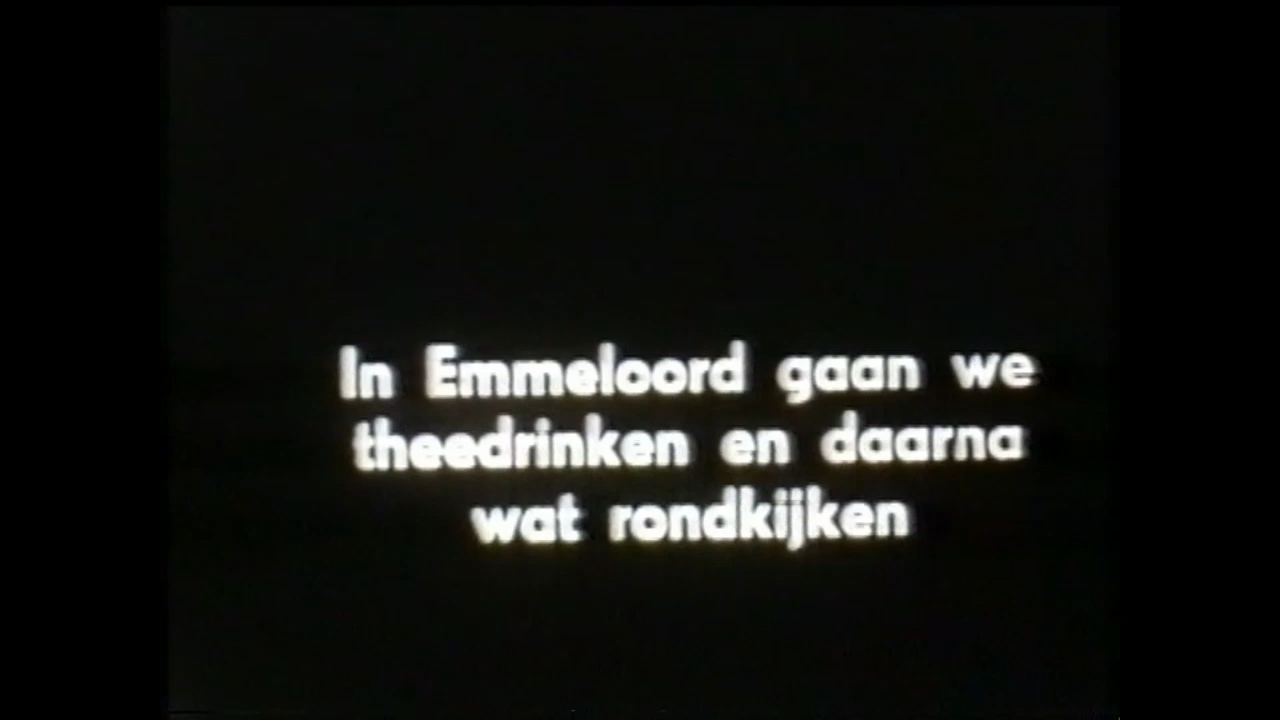 In Emmeloord gaan we
theedrinken en daarna
wat rondkijken